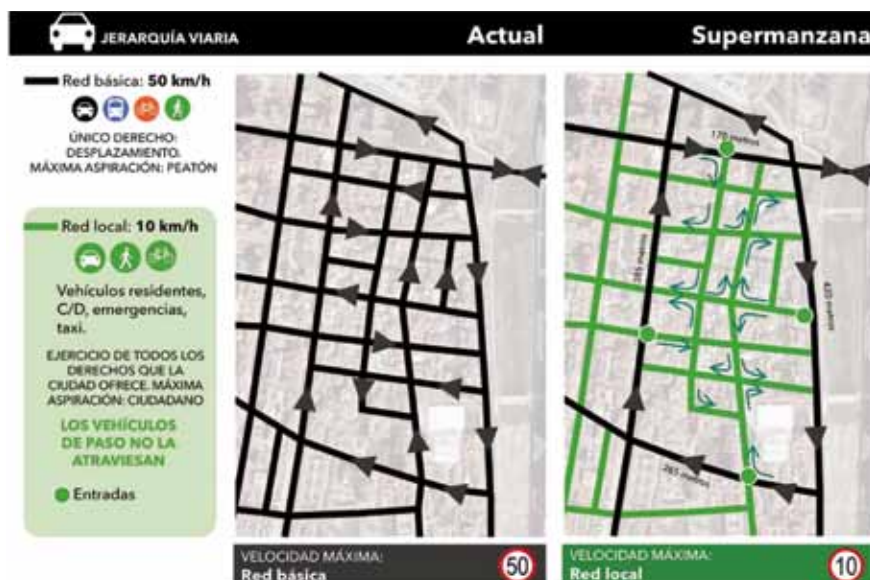 JERARQUÍA VIARIA
Actual
Supermanzana
Red básica: 50 km/h
ÚNICO DERECHO:
DESPLAZAMIENTO.
MÁXIMA ASPIRACIÓN: PEATÓN
Red local: 10 km/h
Vehículos residentes,
C/D, emergencias,
taxi.
EJERCICIO DE TODOS LOS
DERECHOS QUE LA
CIUDAD OFRECE. MÁXIMA
ASPIRACIÓN: CIUDADANO
LOS VEHÍCULOS
DE PASO NO LA
ATRAVIESAN
Entradas
170 metros
385 metros
420 metros
265 metros
VELOCIDAD MÁXIMA:
Red básica
50
VELOCIDAD MÁXIMA:
Red local
10